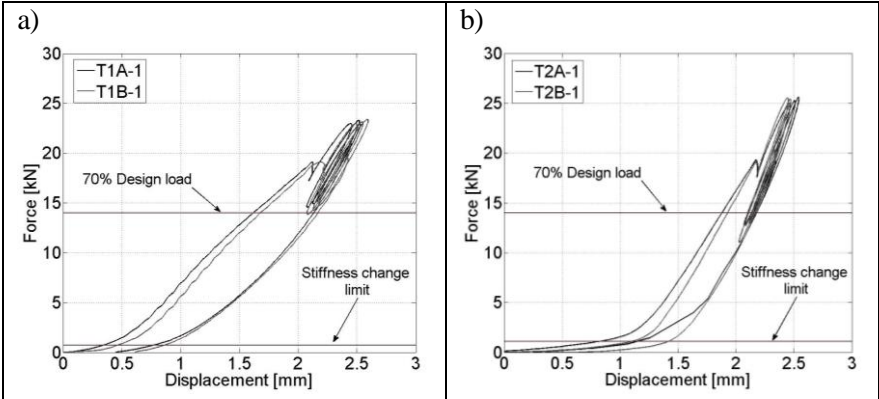 a)
30
25
20
15
10
5
0
Force [kN]
T1A-1
T1B-1
70% Design load
Stiffness change
limit
0 0.5 1 1.5 2 2.5 3
Displacement [mm]
b)
30
25
20
15
10
5
0
Force [kN]
T2A-1
T2B-1
70% Design load
Stiffness change
limit
0 0.5 1 1.5 2 2.5 3
Displacement [mm]